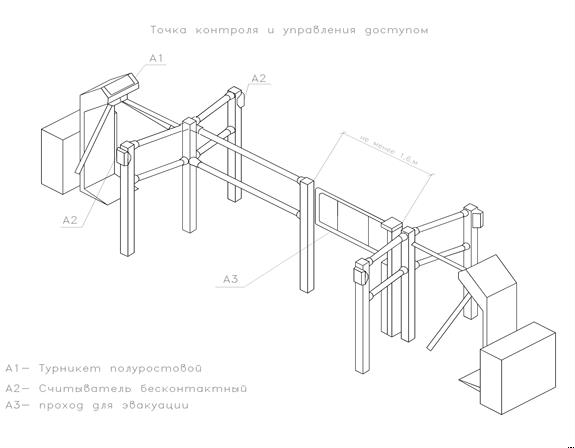 Точка контроля и управления доступом
А1
А2
не менее 1,6 м
А2
А3
А1— Турникет полуростовой
А2— Считыватель бесконтактный
А3— проход для эвакуации